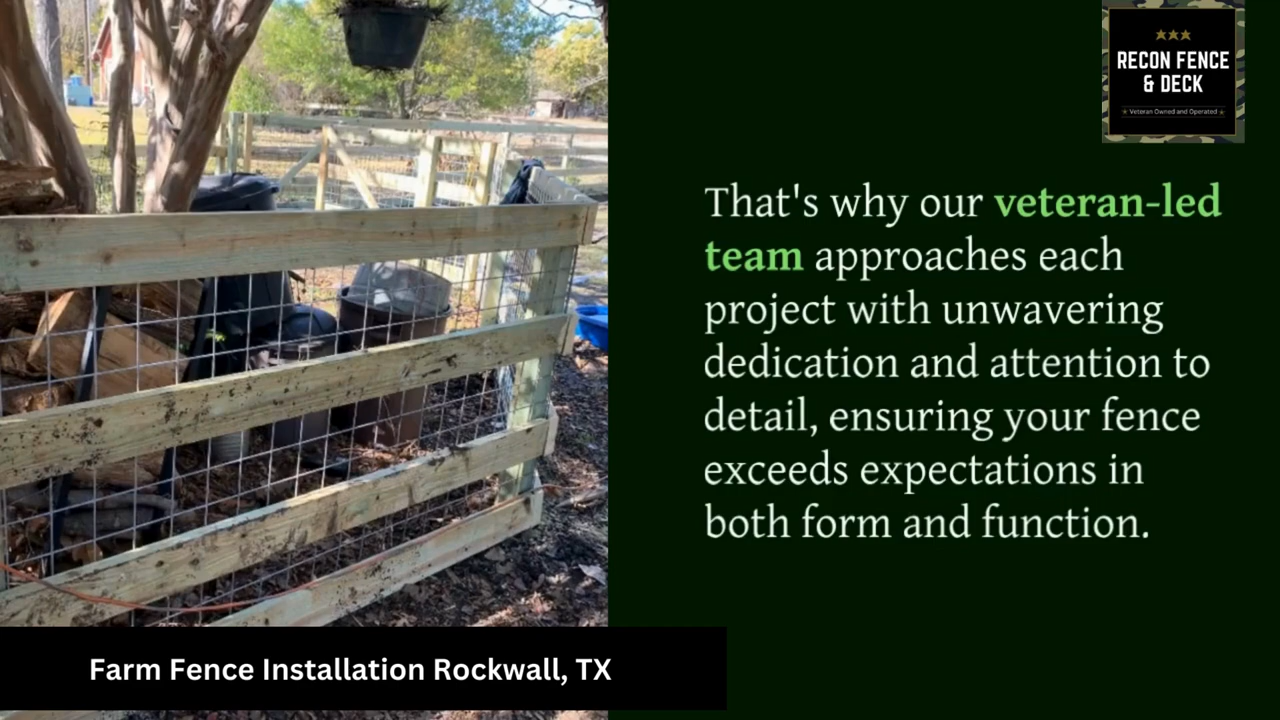 RECON FENCE
& DECK
Veteran Owned and Operated
That's why our veteran-led
team approaches each
project with unwavering
dedication and attention to
detail, ensuring your fence
exceeds expectations in
both form and function.
Farm Fence Installation Rockwall, TX